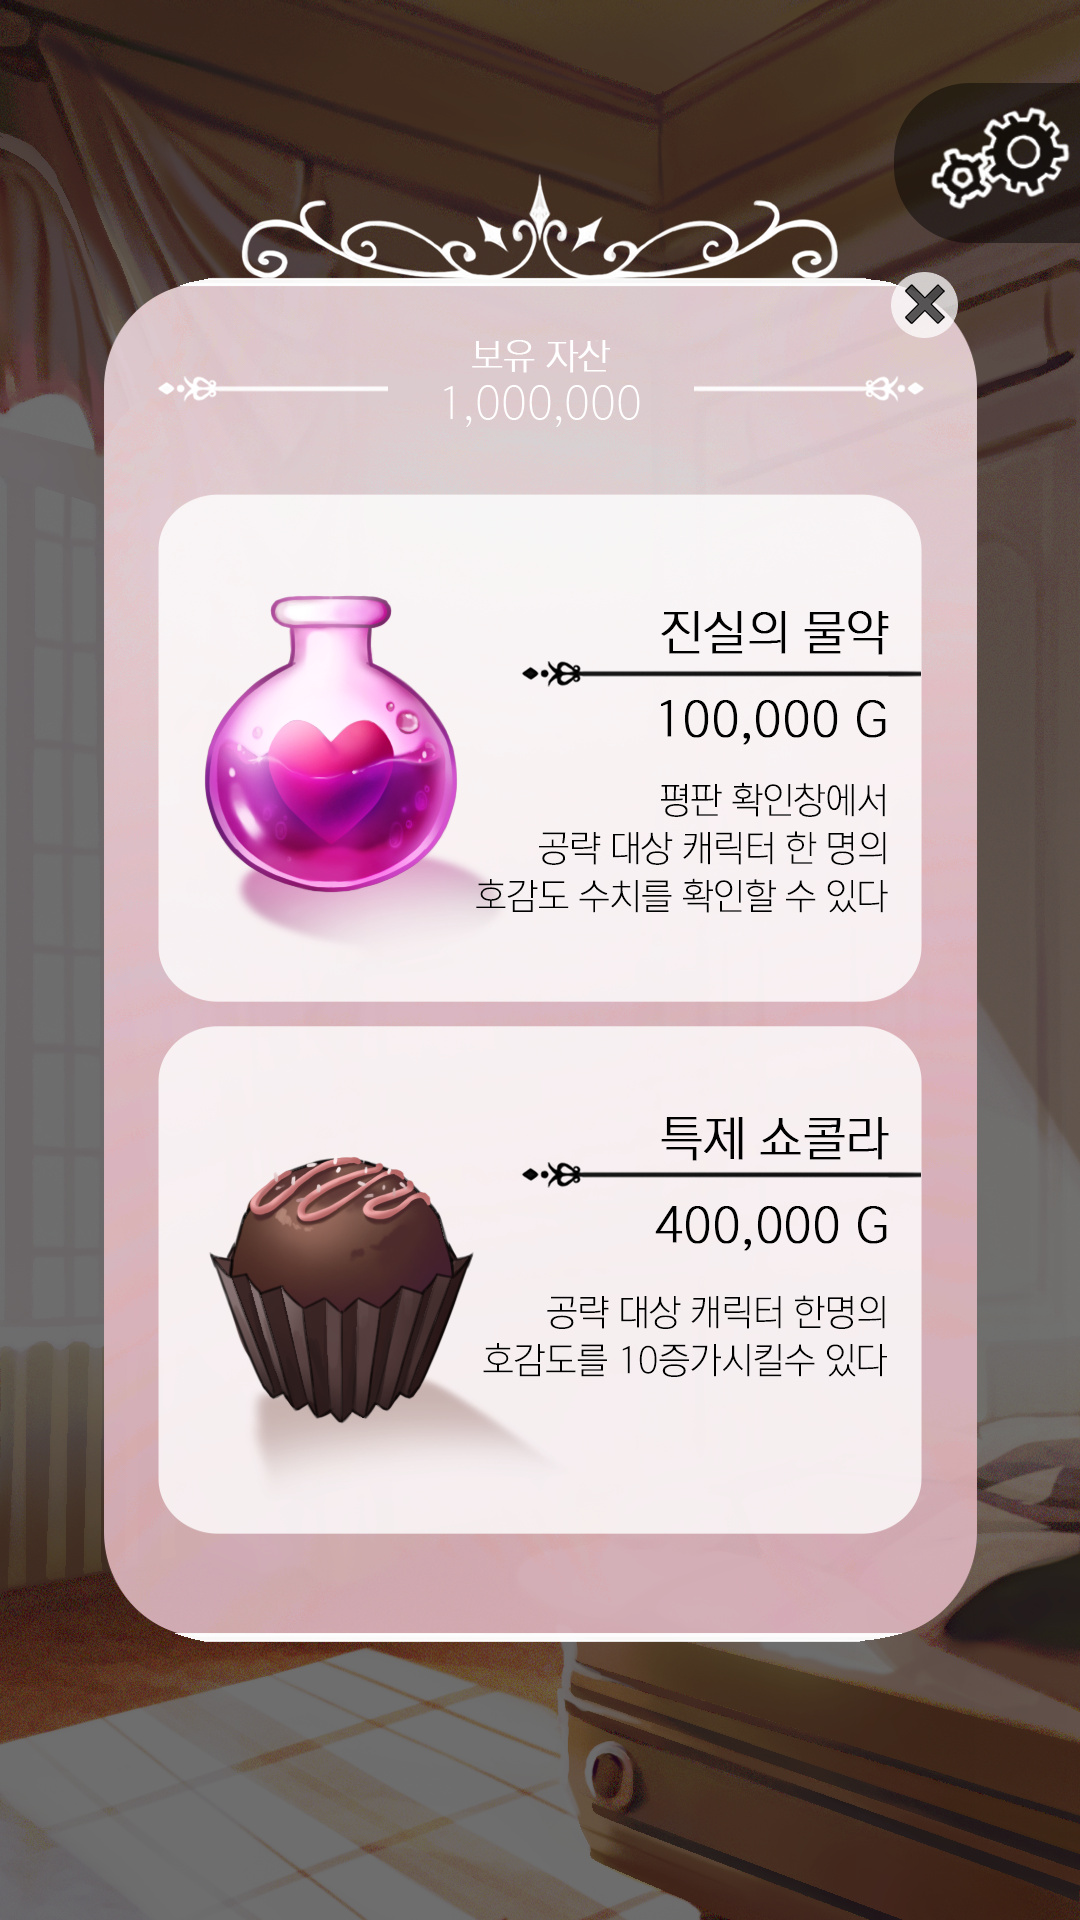 보유 자산
1,000,000
진실의 물약
100,000 G
평판 확인창에서
공략 대상 캐릭터 한 명의
호감도 수치를 확인할 수 있다
특제 쇼콜라
400,000 G
공략 대상 캐릭터 한명의
호감도를 10증가시킬수 있다